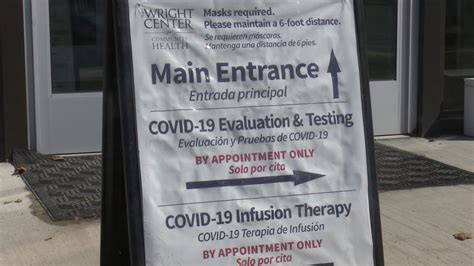 WRIGHT
CENTER
COMMUNITY
HEALTH
Masks required.
Please maintain a 6-foot distance.
Se requieren máscaras.
Mantenga una distancia de 6 pies.
Main Entrance
Entrada principal
COVID-19 Evaluation & Testing
Evaluación y Pruebas de COVID-19
BY APPOINTMENT ONLY
Solo por cita
COVID-19 Infusion Therapy
COVID-19 Terapia de Infusión
BY APPOINTMENT ONLY
Solo por cita